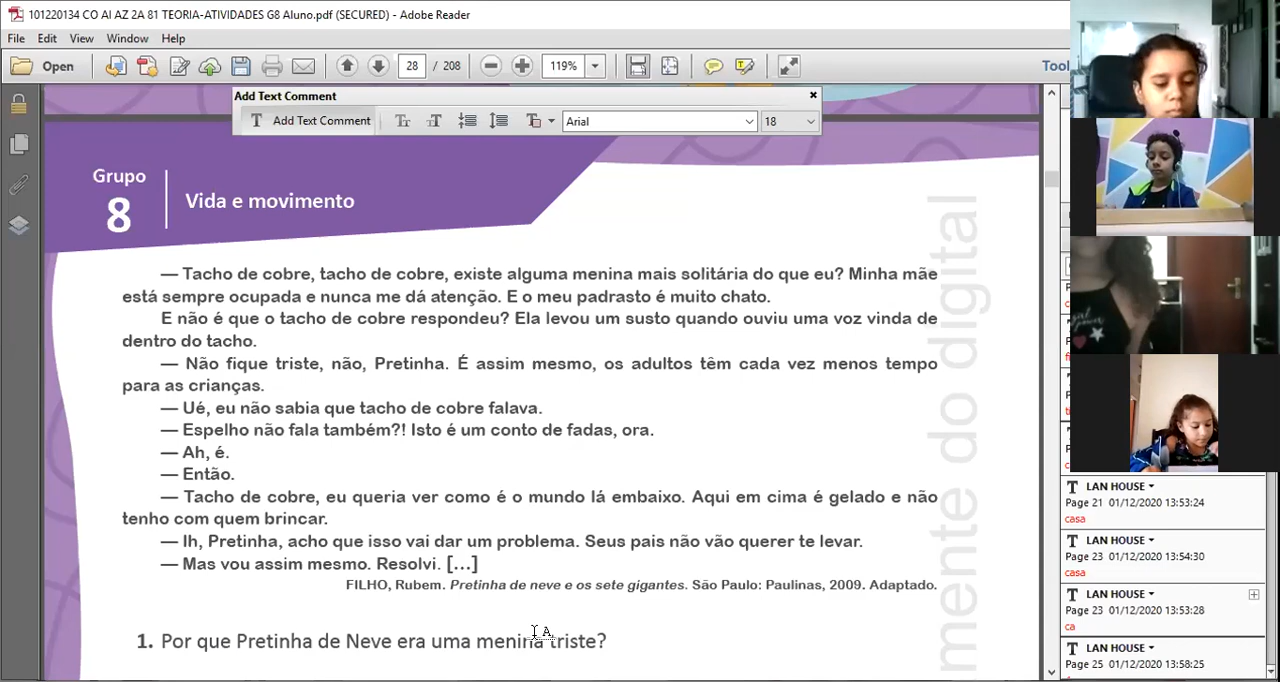 101220134 CO AI AZ 2A 81 TEORIA-ATIVIDADES G8 Aluno.pdf (SECURED) - Adobe Reader
File Edit View Window Help
Open 28 / 208 119% Tool
Add Text Comment
Add Text Comment Arial 18
Grupo
8
Vida e movimento
— Tacho de cobre, tacho de cobre, existe alguma menina mais solitária do que eu? Minha mãe
está sempre ocupada e nunca me dá atenção. E o meu padrasto é muito chato.
E não é que o tacho de cobre respondeu? Ela levou um susto quando ouviu uma voz vinda de
dentro do tacho.
— Não fique triste, não, Pretinha. É assim mesmo, os adultos têm cada vez menos tempo
para as crianças.
— Ué, eu não sabia que tacho de cobre falava.
— Espelho não fala também?! Isto é um conto de fadas, ora.
— Ah, é.
— Então.
— Tacho de cobre, eu queria ver como é o mundo lá embaixo. Aqui em cima é gelado e não
tenho com quem brincar.
— Ih, Pretinha, acho que isso vai dar um problema. Seus pais não vão querer te levar.
— Mas vou assim mesmo. Resolvi. [...]
FILHO, Rubem. Pretinha de neve e os sete gigantes. São Paulo: Paulinas, 2009. Adaptado.
1. Por que Pretinha de Neve era uma menina triste?
mente do digital
LAN HOUSE
Page 21 01/12/2020 13:53:24
casa
LAN HOUSE
Page 23 01/12/2020 13:54:30
casa
LAN HOUSE
Page 23 01/12/2020 13:53:28
ca
LAN HOUSE
Page 25 01/12/2020 13:58:25